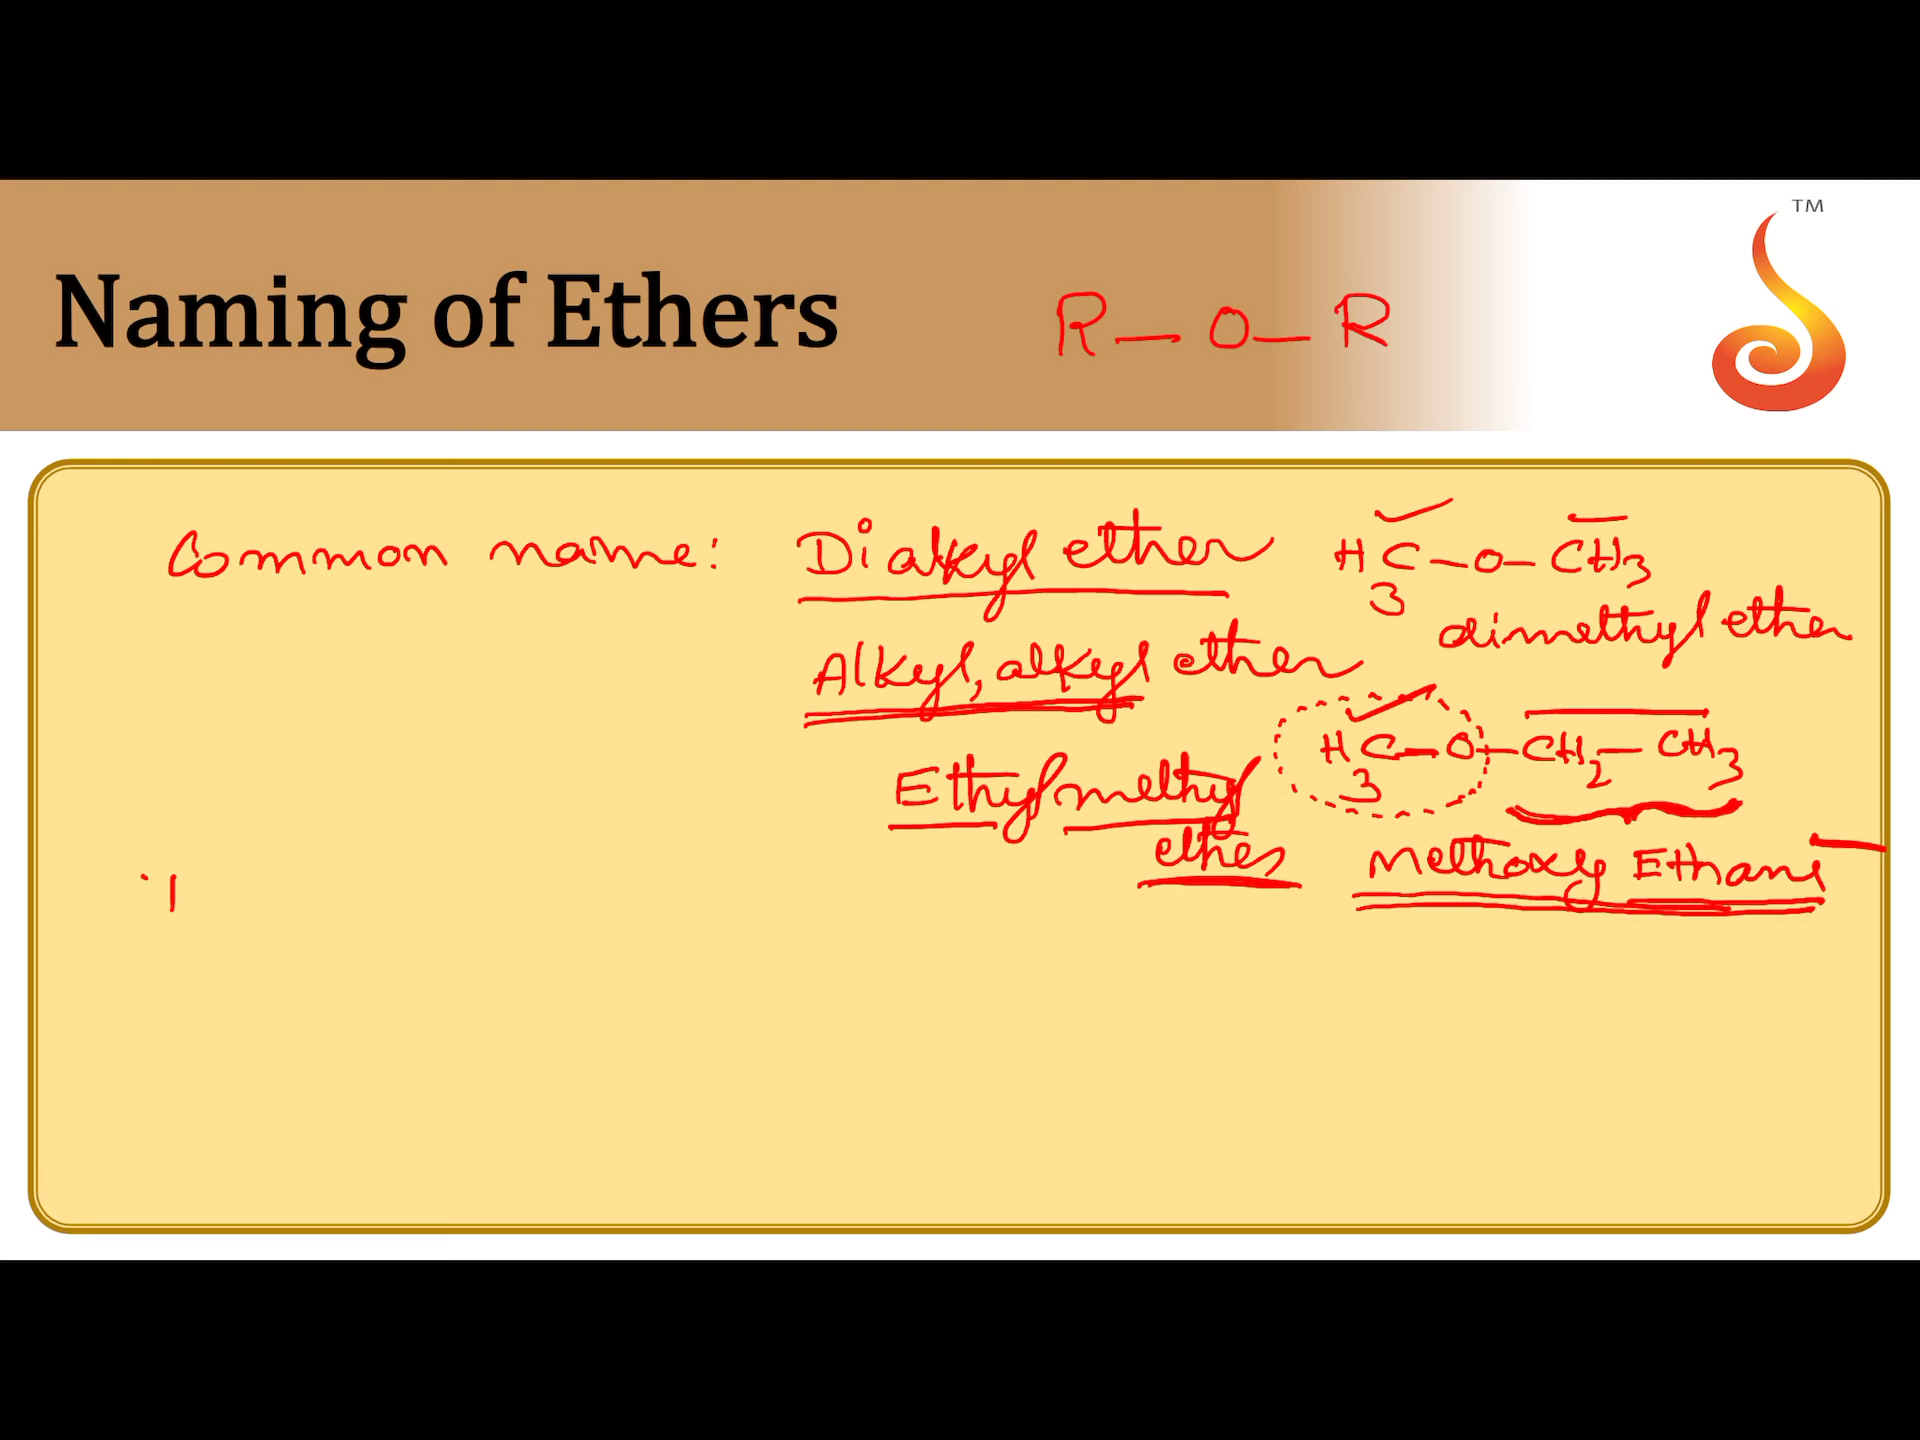 TM
Naming of Ethers R-O-R
Common name: Dialkyl ether H3C-O-CH3
dimethyl ether
Alkyl, alkyl ether
H3C-O-CH2-CH3
Ethyl methyl
ether
Methoxy Ethane